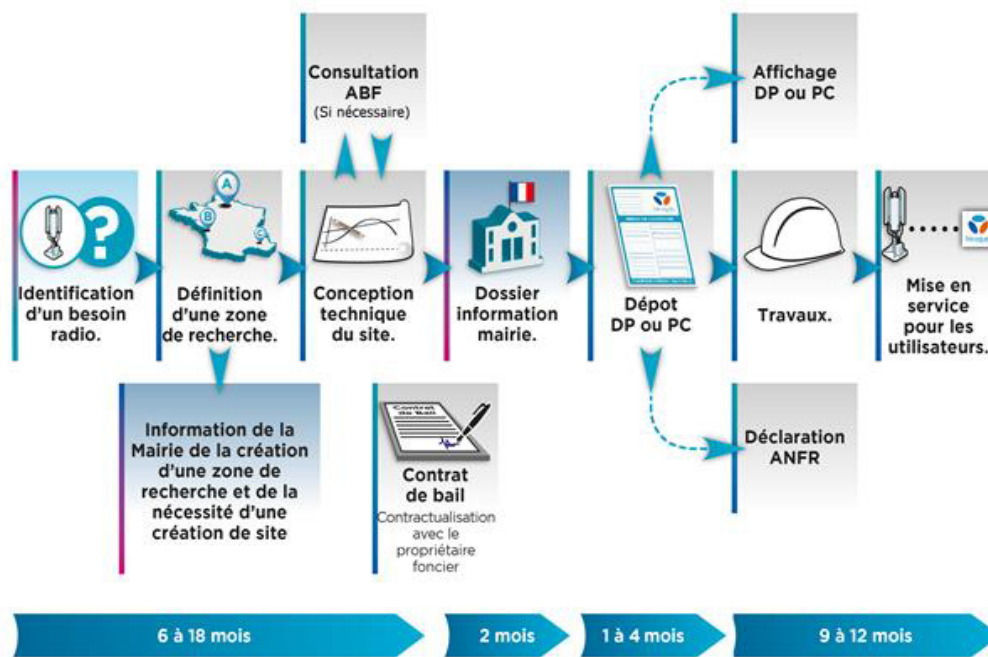 Consultation
ABF
(Si nécessaire)
Affichage
DP ou PC
A
B
C
?
Identification
d'un besoin
radio.
Définition
d'une zone
de recherche.
Conception
technique
du site.
Dossier
information
mairie.
Dépot
DP ou PC
Travaux.
Mise en
service
pour les
utilisateurs.
Information de la
Mairie de la création
d'une zone de
recherche et de la
nécessité d'une
création de site
Contrat
de Bail
Contrat
de bail
Contractualisation
avec le
propriétaire
foncier
Déclaration
ANFR
6 à 18 mois
2 mois
1 à 4 mois
9 à 12 mois